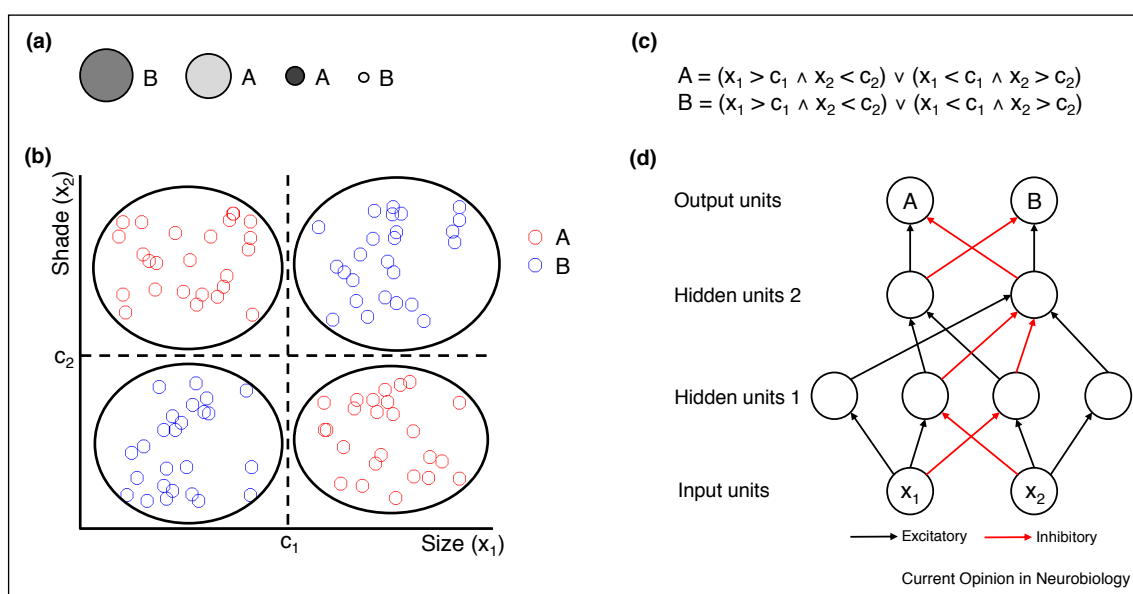 (a)
B A A B
(b)
Shade (x₂)
c₂
c₁
Size (x₁)
A
B
(c)
A = (x₁ > c₁ ∧ x₂ < c₂) ∨ (x₁ < c₁ ∧ x₂ > c₂)
B = (x₁ > c₁ ∧ x₂ < c₂) ∨ (x₁ < c₁ ∧ x₂ > c₂)
(d)
Output units A B
Hidden units 2
Hidden units 1
Input units x₁ x₂
Excitatory Inhibitory
Current Opinion in Neurobiology